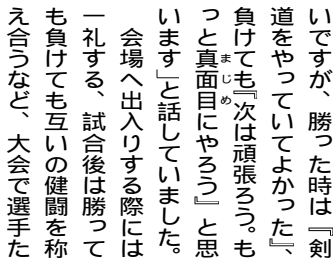 いですが、勝った時は『剣
道をやっていてよかった』、
負けても『次は頑張ろう。も
っと真面目にやろう』と思
います」と話していました。
　会場へ出入りする際には
一礼する、試合後は勝って
も負けても互いの健闘を称
え合うなど、大会で選手た